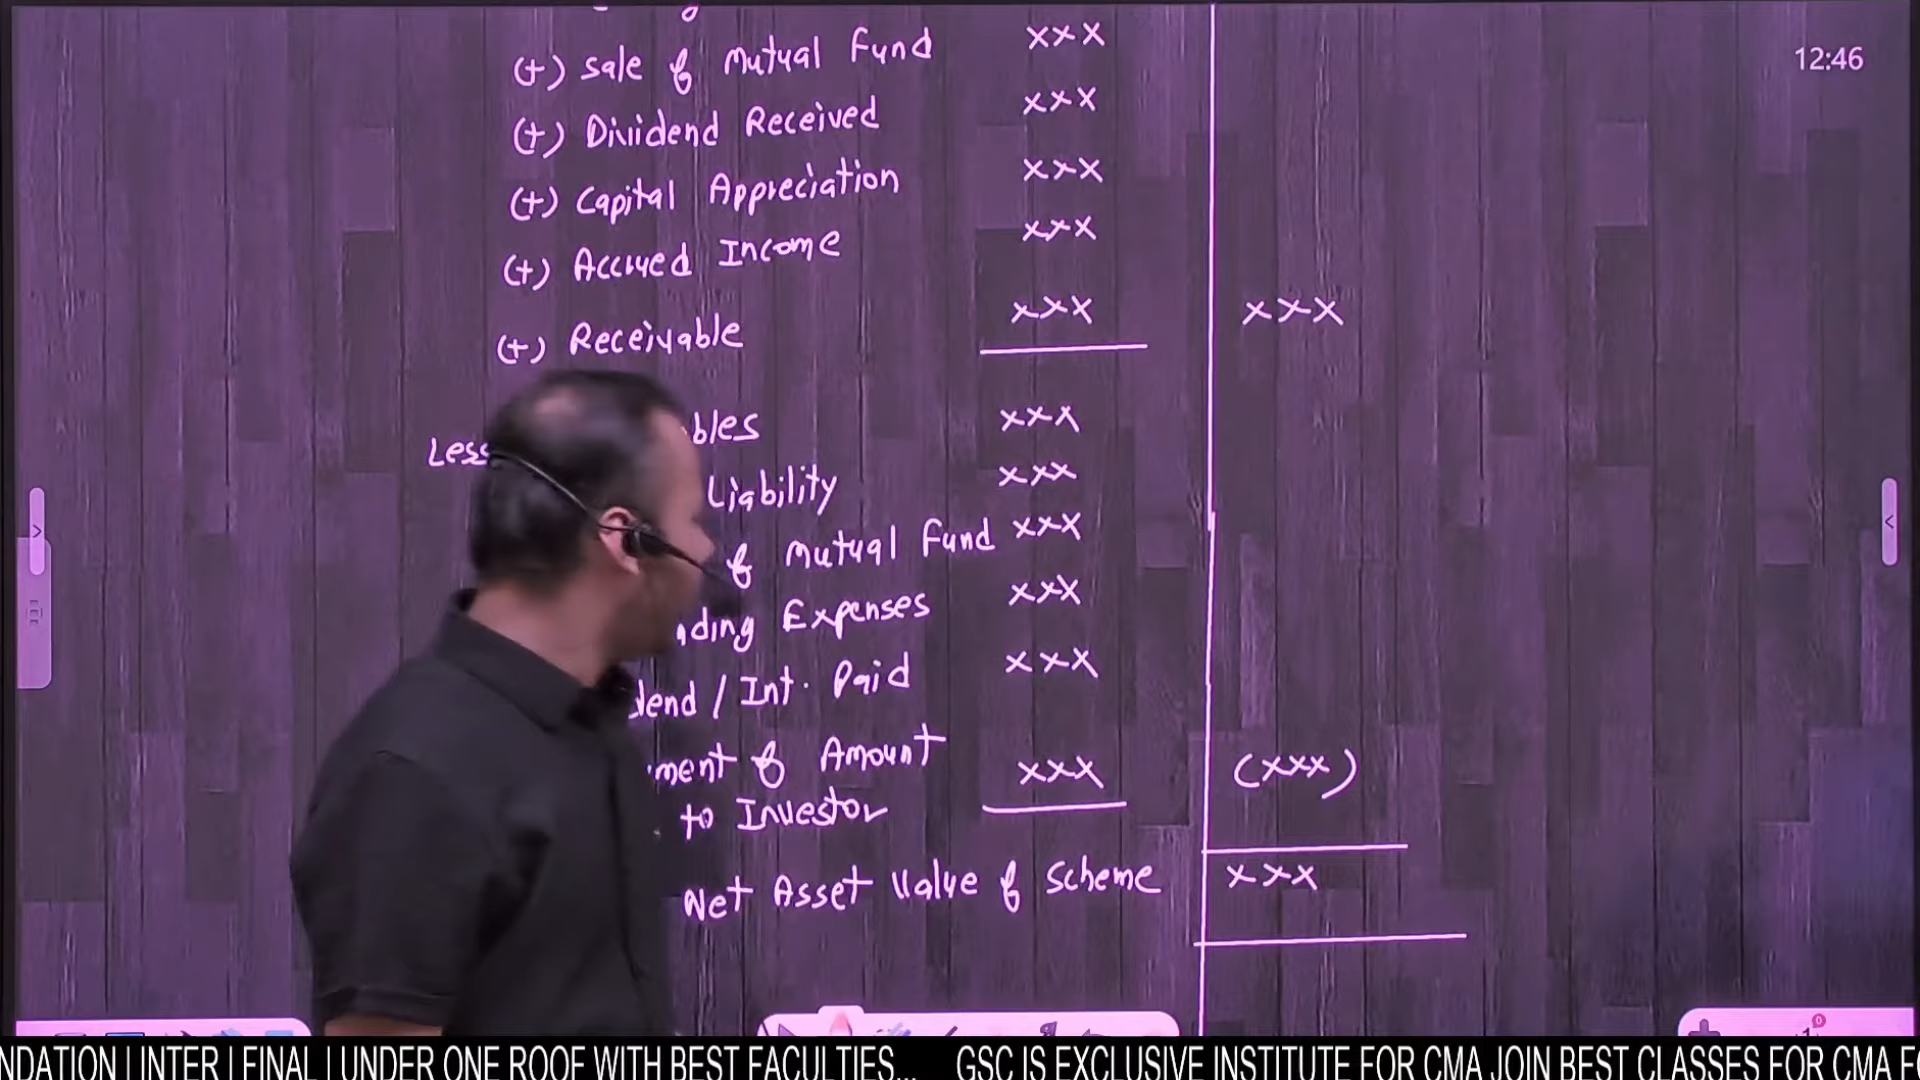 (+) Sale of Mutual Fund xxx
12:46
(+) Dividend Received xxx
(+) Capital Appreciation xxx
(+) Accrued Income xxx
(+) Receivable xxx xxx
Less bles xxx
Liability xxx
of Mutual Fund xxx
nding Expenses xxx
dend / Int. Paid xxx
ment of Amount xxx (xxx)
to Investor
Net Asset Value of Scheme xxx
NDATION | INTER | FINAL | UNDER ONE ROOF WITH BEST FACULTIES... GSC IS EXCLUSIVE INSTITUTE FOR CMA JOIN BEST CLASSES FOR CMA FO